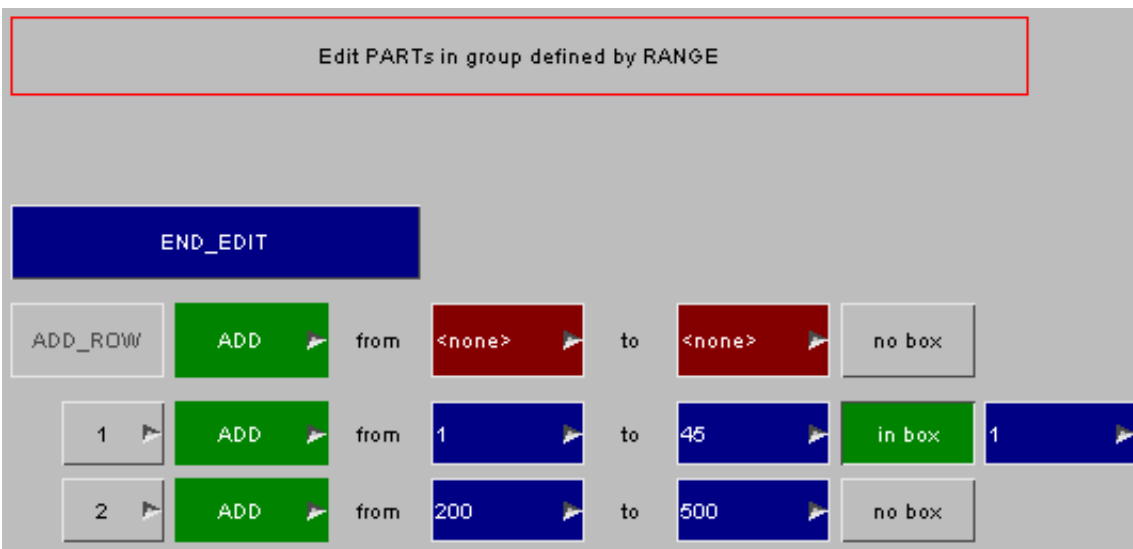 Edit PARTs in group defined by RANGE
END_EDIT
ADD_ROW ADD from <none> to <none> no box
1 ADD from 1 to 45 in box 1
2 ADD from 200 to 500 no box